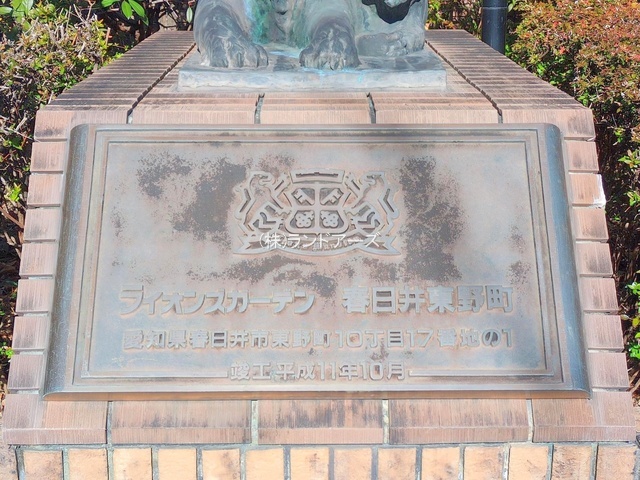 (株)ランドアーズ
ライオンズガーデン 春日井東野町
愛知県春日井市東野町10丁目17番地の1
竣工 平成11年10月